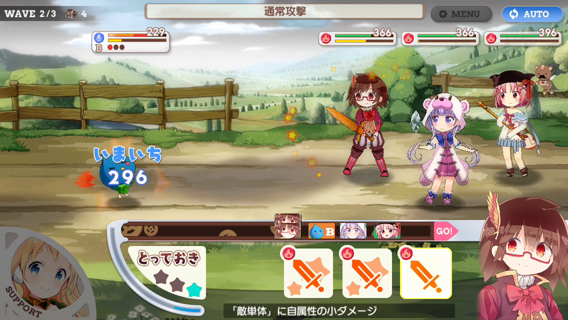 WAVE 2/3 4
通常攻撃
MENU
AUTO
229
B
366
366
396
いまいち
296
B
GO!
とっておき
SUPPORT
「敵単体」に自属性の小ダメージ